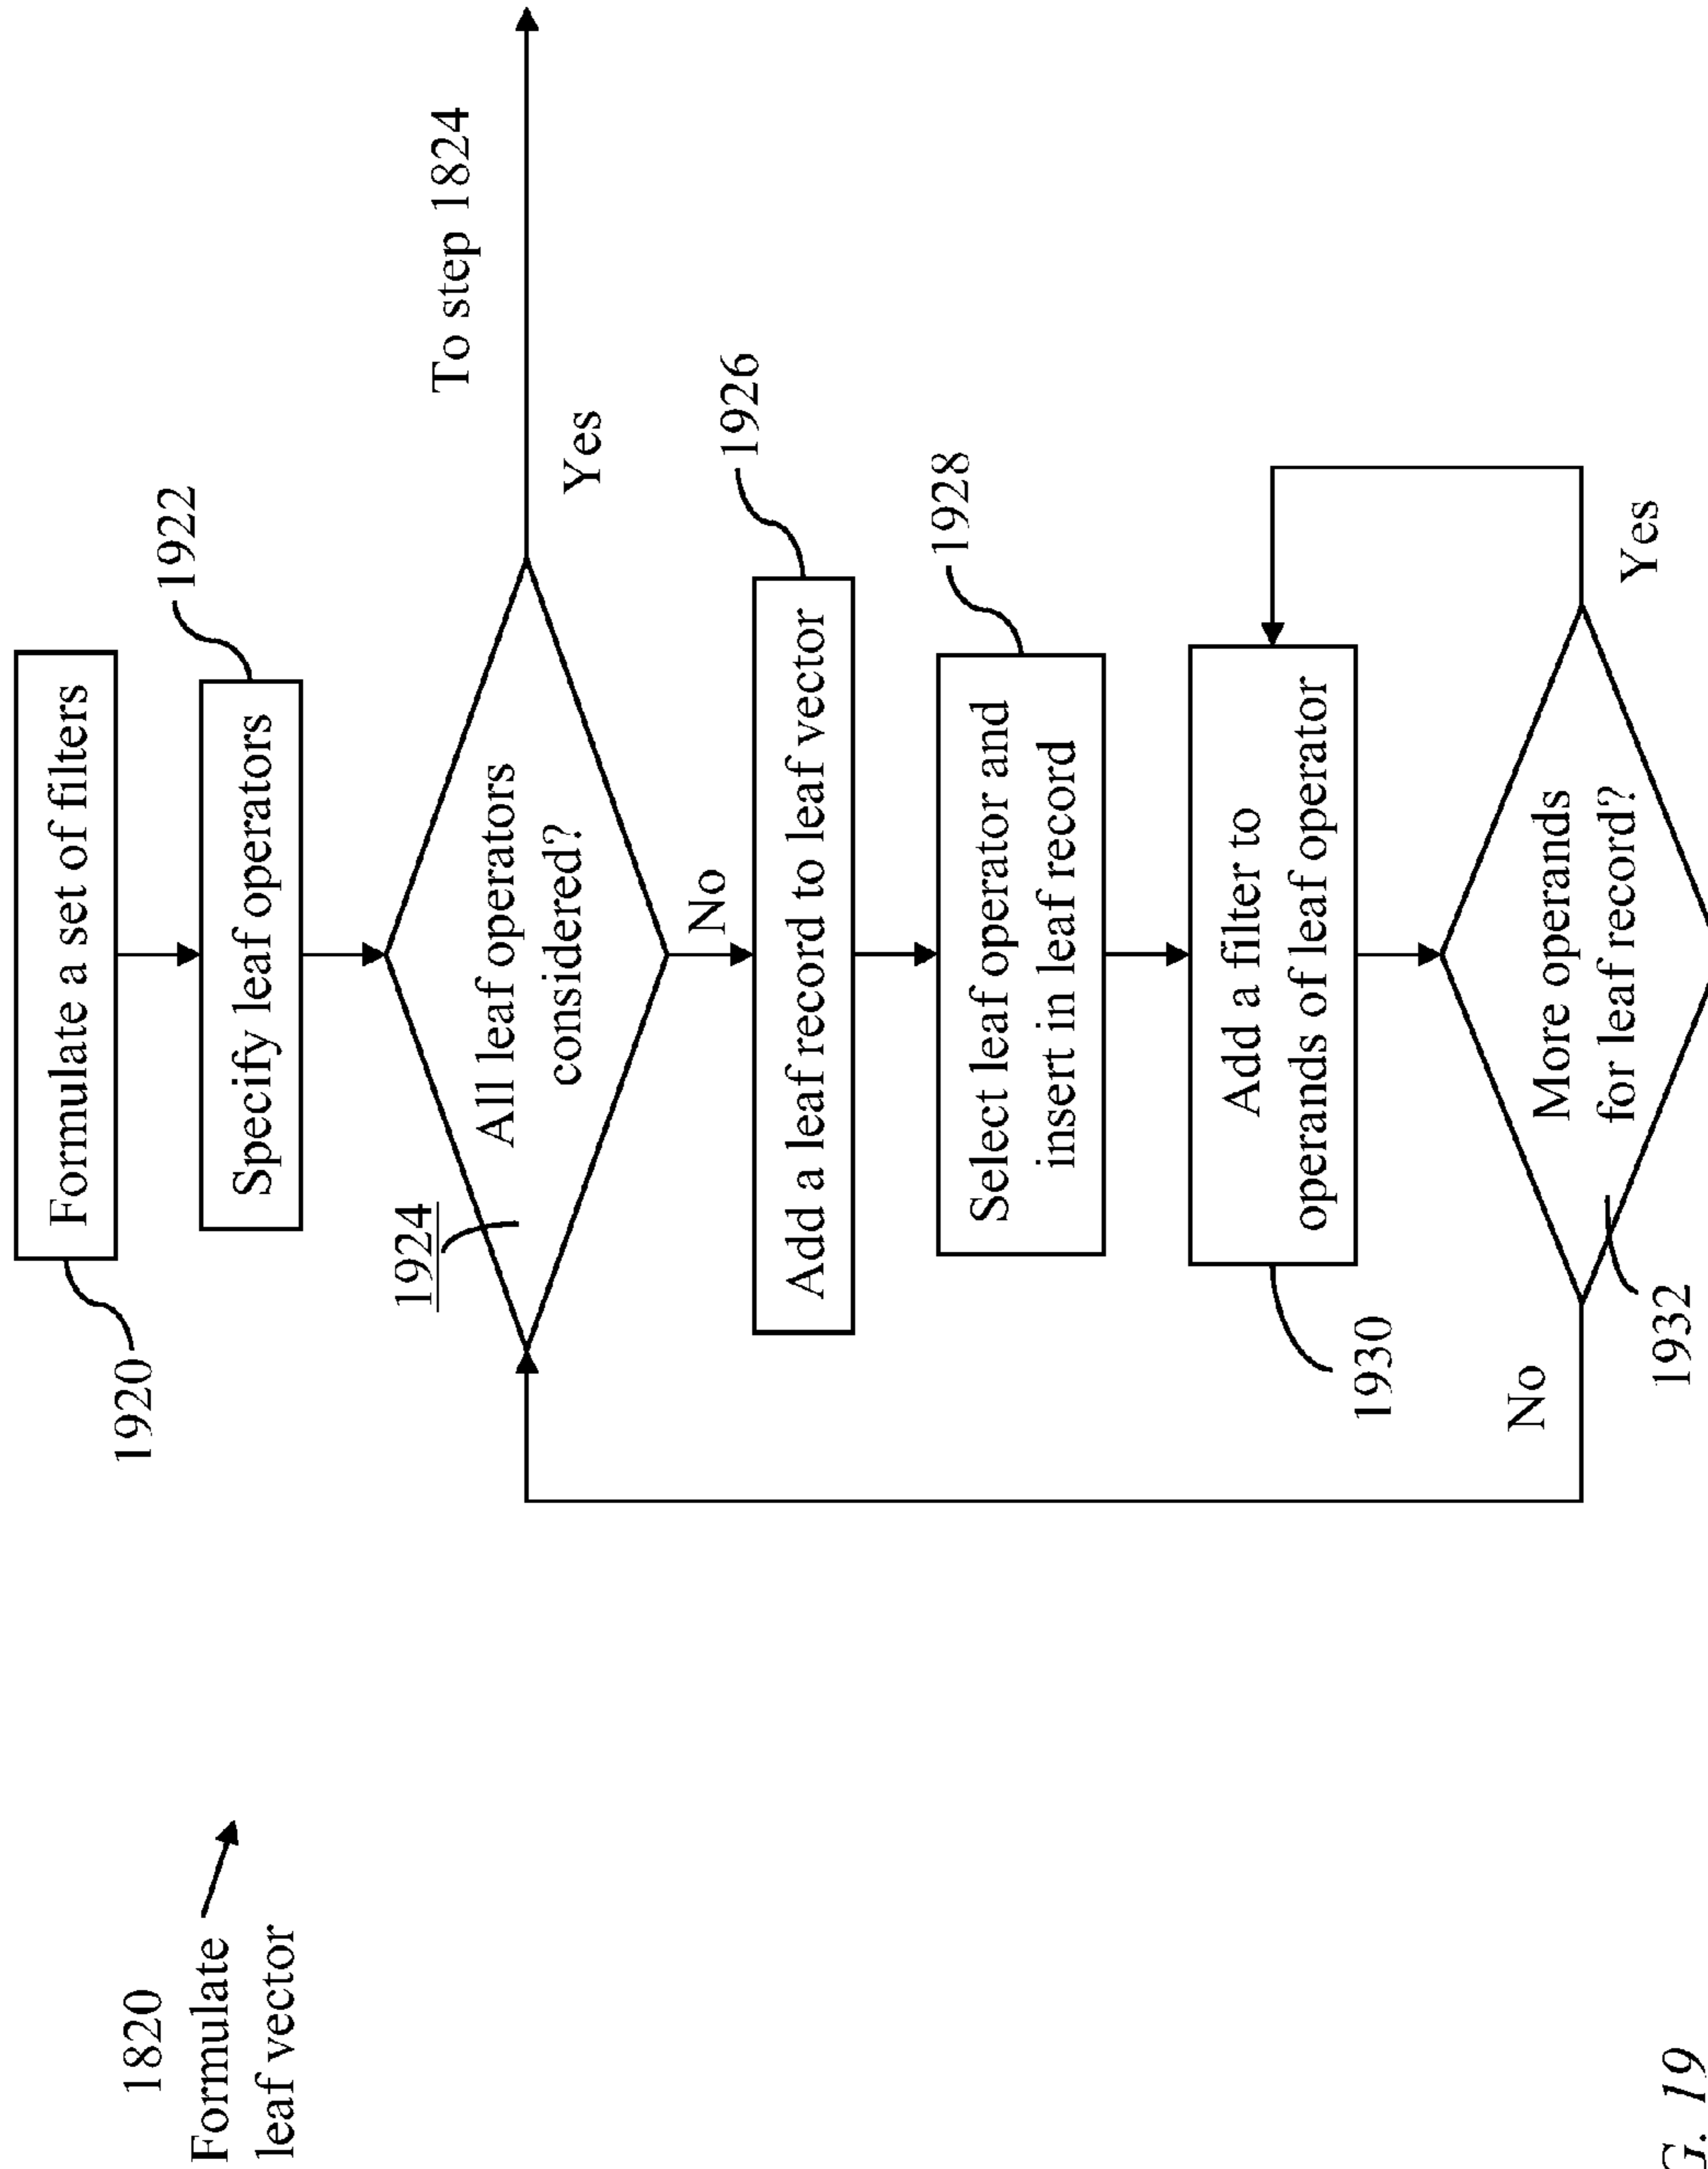 1820
Formulate
leaf vector
1920
Formulate a set of filters
Specify leaf operators
1922
1924
All leaf operators
considered?
To step 1824
Yes
No
Add a leaf record to leaf vector
1926
Select leaf operator and
insert in leaf record
1928
Add a filter to
operands of leaf operator
1930
More operands
for leaf record?
Yes
No
1932
G. 19